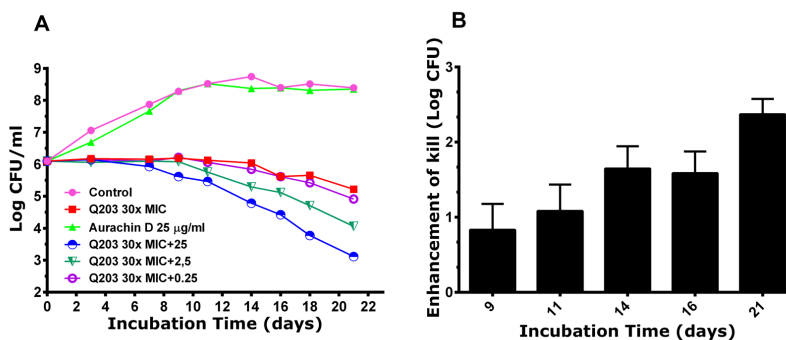 A
Log CFU/ml
9
8
7
6
5
4
3
2
Control
Q203 30x MIC
Aurachin D 25 μg/ml
Q203 30x MIC+25
Q203 30x MIC+2,5
Q203 30x MIC+0.25
0 2 4 6 8 10 12 14 16 18 20 22
Incubation Time (days)
B
Enhancement of kill (Log CFU)
3
2
1
0
9 11 14 16 21
Incubation Time (days)